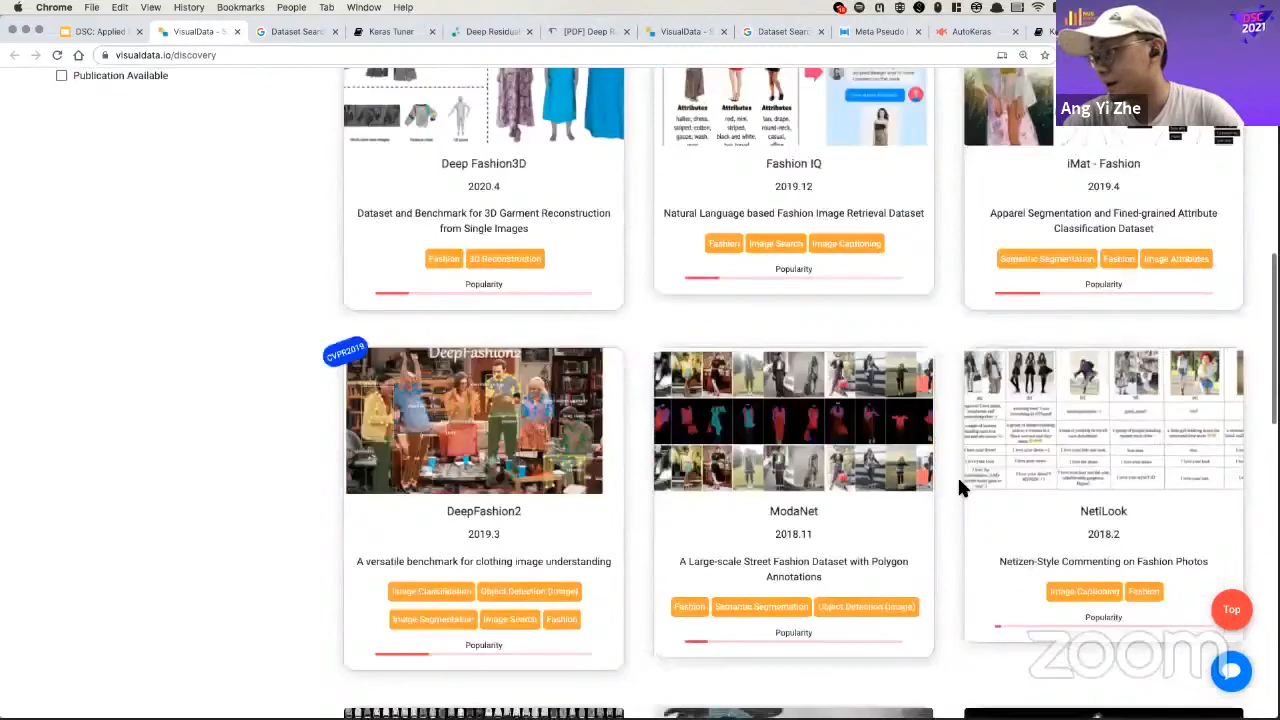 Chrome File Edit View History Bookmarks People Tab Window Help
DSC: Applied VisualData - S Dataset Sear Keras Tuner Deep Residual [PDF] Deep R VisualData - S Dataset Sear Meta Pseudo AutoKeras
visualdata.io/discovery
DSC
2021
Ang Yi Zhe
Publication Available
Attributes
Attributes
Deep Fashion3D
2020.4
Dataset and Benchmark for 3D Garment Reconstruction
from Single Images
Fashion 3D Reconstruction
Popularity
Fashion IQ
2019.12
Natural Language based Fashion Image Retrieval Dataset
Fashion Image Search Image Captioning
Popularity
iMat - Fashion
2019.4
Apparel Segmentation and Fined-grained Attribute
Classification Dataset
Semantic Segmentation Fashion Image Attributes
Popularity
CVPR2019
DeepFashion2
DeepFashion2
2019.3
A versatile benchmark for clothing image understanding
Image Classification Object Detection (Image)
Image Segmentation Image Search Fashion
Popularity
ModaNet
2018.11
A Large-scale Street Fashion Dataset with Polygon
Annotations
Fashion Semantic Segmentation Object Detection (Image)
Popularity
NetiLook
2018.2
Netizen-Style Commenting on Fashion Photos
Image Captioning Fashion
Popularity
Top
zoom